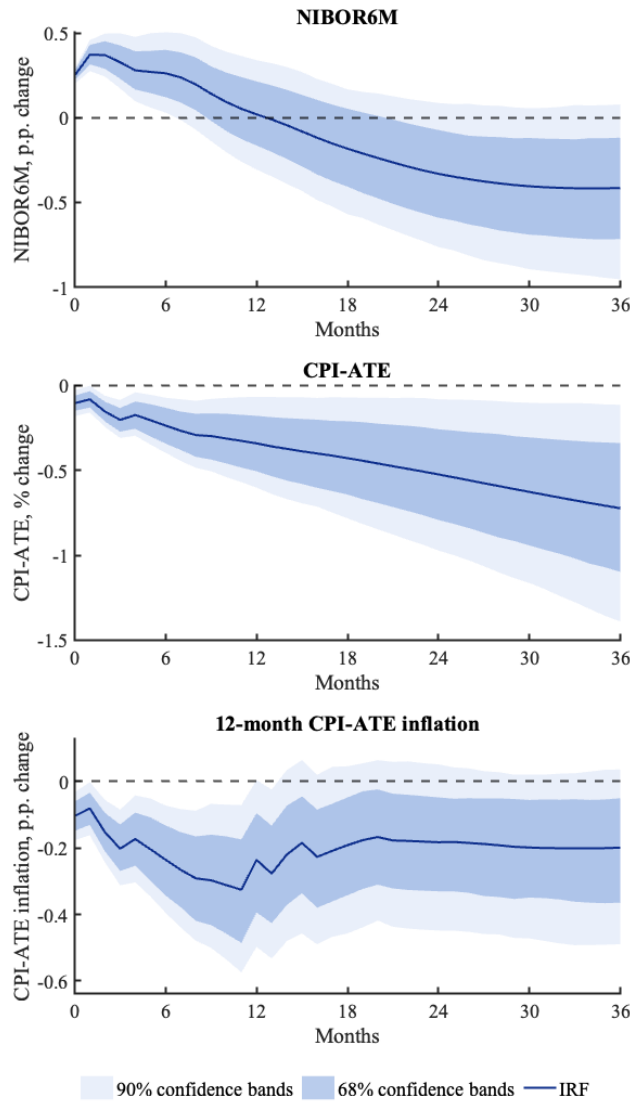 NIBOR6M
NIBOR6M, p.p. change
0.5
0
-0.5
-1
0 6 12 18 24 30 36
Months
CPI-ATE
CPI-ATE, % change
0
-0.5
-1
-1.5
0 6 12 18 24 30 36
Months
12-month CPI-ATE inflation
CPI-ATE inflation, p.p. change
0
-0.2
-0.4
-0.6
0 6 12 18 24 30 36
Months
90% confidence bands 68% confidence bands IRF